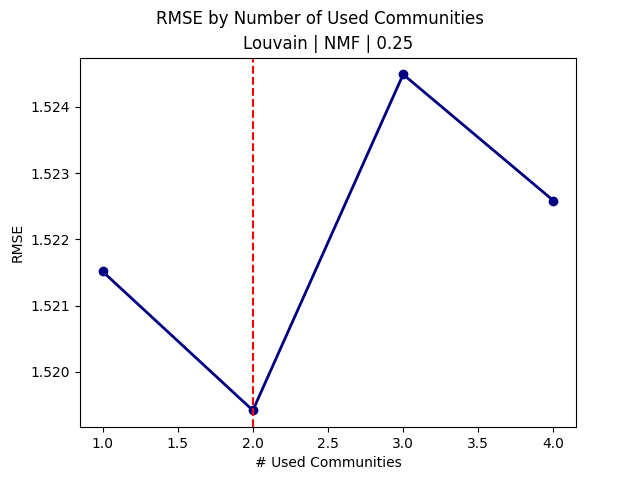 RMSE by Number of Used Communities
Louvain | NMF | 0.25
1.524
1.523
1.522
1.521
1.520
RMSE
1.0 1.5 2.0 2.5 3.0 3.5 4.0
# Used Communities